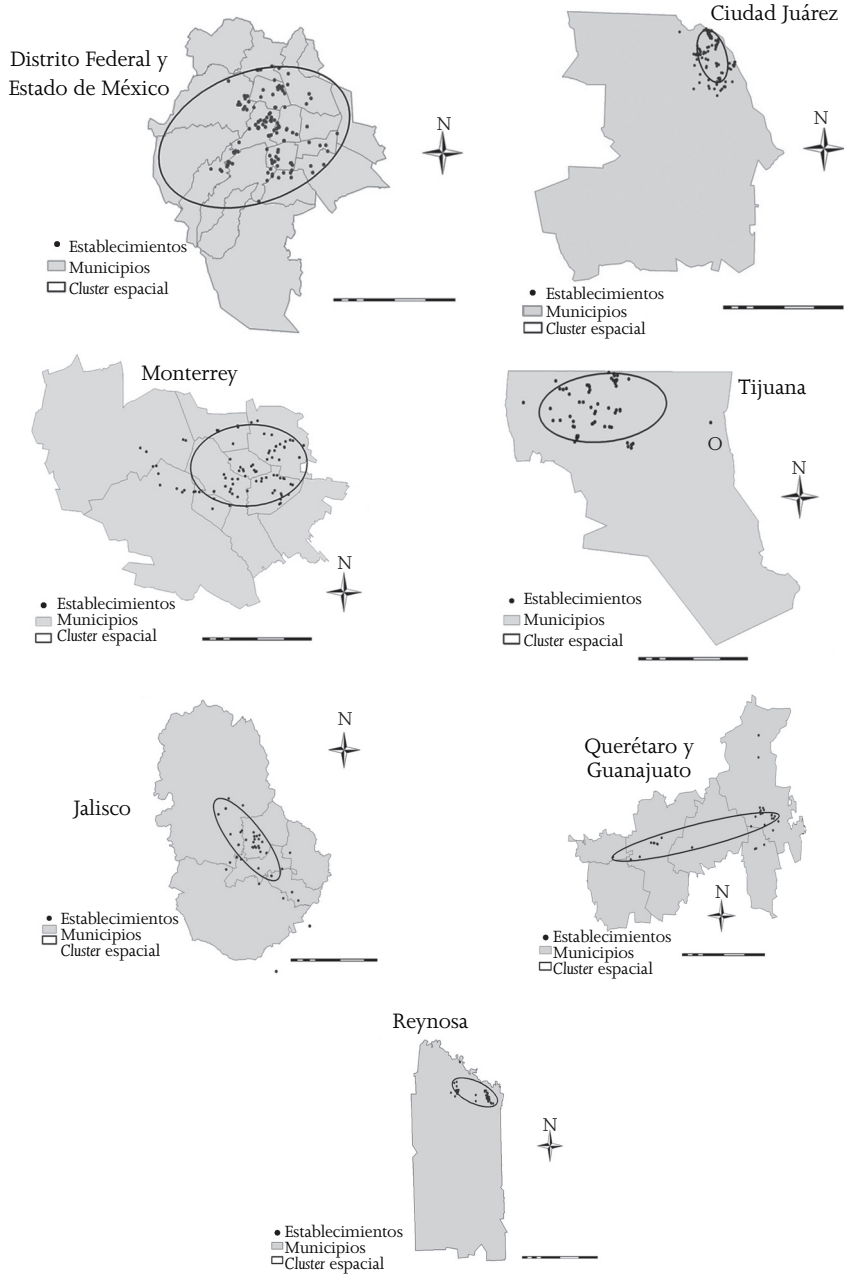 Distrito Federal y
Estado de México
N
Establecimientos
Municipios
Cluster espacial
Ciudad Juárez
N
Establecimientos
Municipios
Cluster espacial
Monterrey
N
Establecimientos
Municipios
Cluster espacial
Tijuana
O
N
Establecimientos
Municipios
Cluster espacial
Jalisco
N
Establecimientos
Municipios
Cluster espacial
Querétaro y
Guanajuato
N
Establecimientos
Municipios
Cluster espacial
Reynosa
N
Establecimientos
Municipios
Cluster espacial